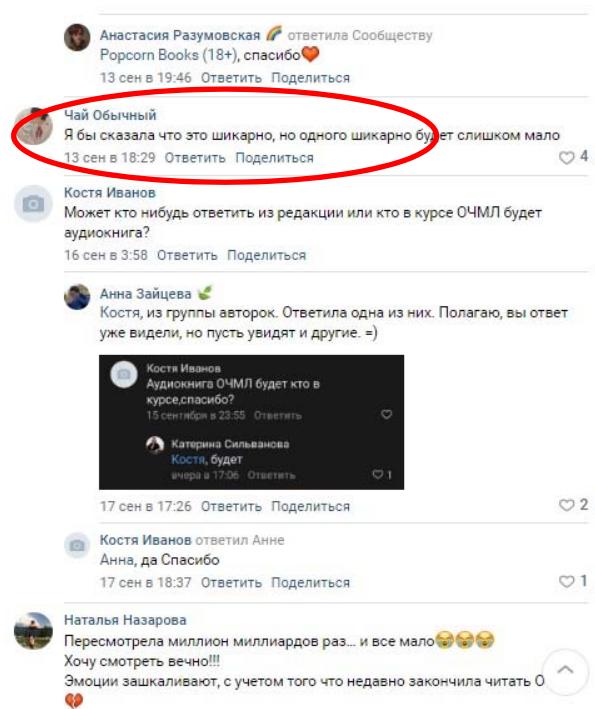 Анастасия Разумовская ответила Сообществу
Popcorn Books (18+), спасибо
13 сен в 19:46 Ответить Поделиться
Чай Обычный
Я бы сказала что это шикарно, но одного шикарно будет слишком мало
13 сен в 18:29 Ответить Поделиться 4
Костя Иванов
Может кто нибудь ответить из редакции или кто в курсе ОЧМЛ будет
аудиокнига?
16 сен в 3:58 Ответить Поделиться
Анна Зайцева
Костя, из группы авторок. Ответила одна из них. Полагаю, вы ответ
уже видели, но пусть увидят и другие. =)
Костя Иванов
Аудиокнига ОЧМЛ будет кто в
курсе,спасибо?
15 сентября в 23:55 Ответить
Катерина Сильванова
Костя, будет
вчера в 17:06 Ответить 1
17 сен в 17:26 Ответить Поделиться 2
Костя Иванов ответил Анне
Анна, да Спасибо
17 сен в 18:37 Ответить Поделиться 1
Наталья Назарова
Пересмотрела миллион миллиардов раз... и все мало
Хочу смотреть вечно!!!
Эмоции зашкаливают, с учетом того что недавно закончила читать О